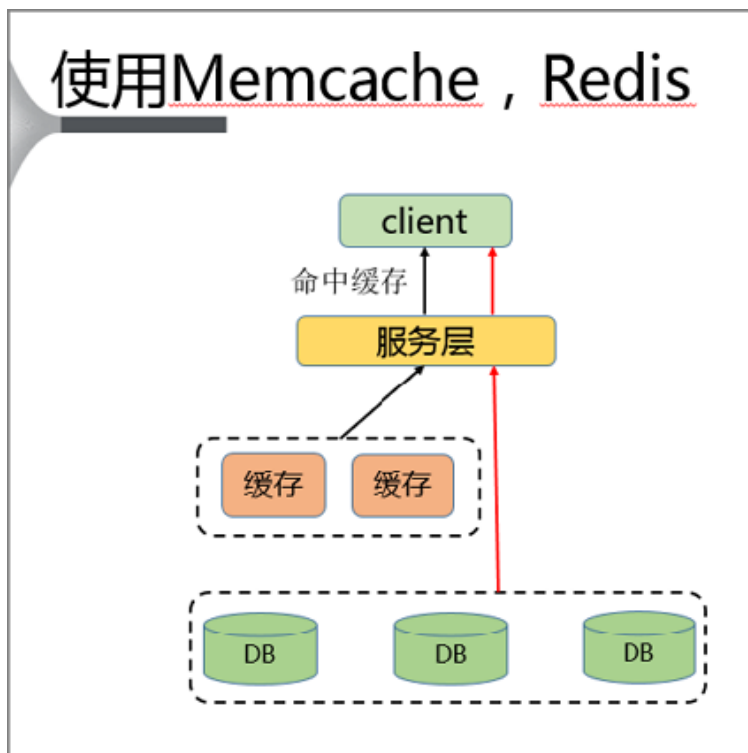 使用Memcache，Redis
client
命中缓存
服务层
缓存 缓存
DB DB DB